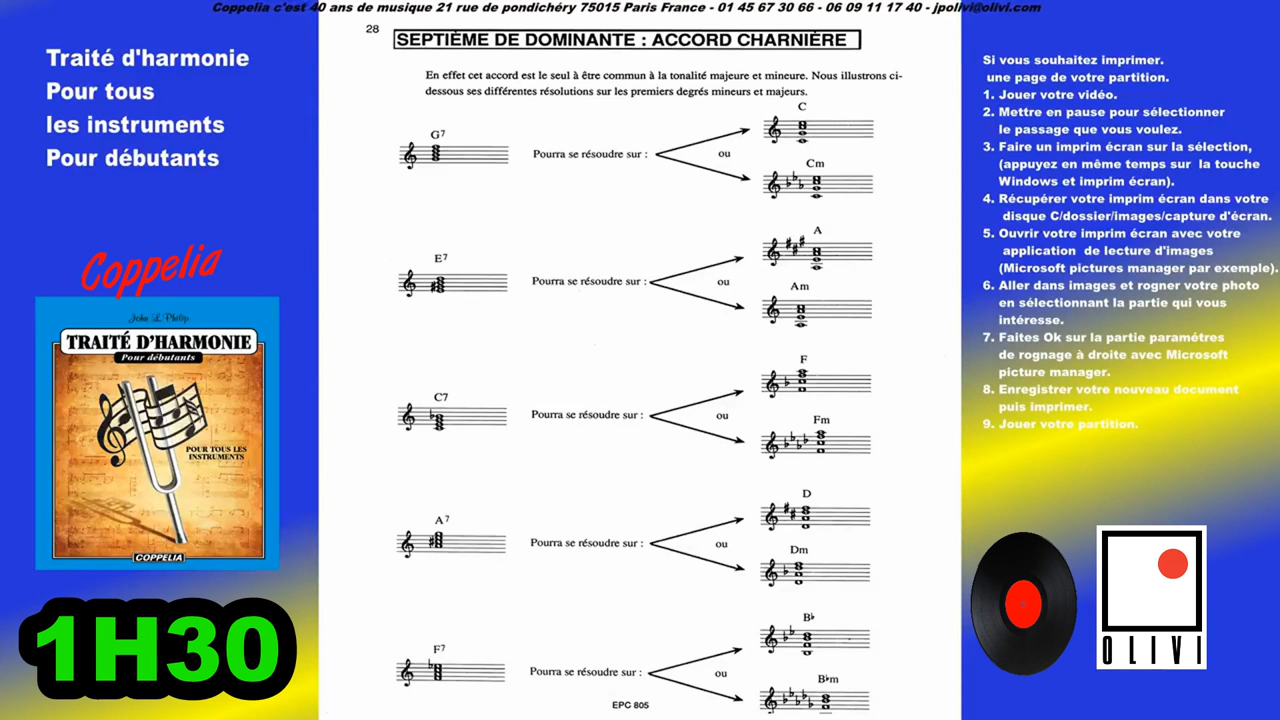 Coppelia c'est 40 ans de musique 21 rue de pondichéry 75015 Paris France - 01 45 67 30 66 - 06 09 11 17 40 - jpolivi@olivi.com
Traité d'harmonie
Pour tous
les instruments
Pour débutants
Coppelia
John L. Philip
TRAITÉ D'HARMONIE
Pour débutants
POUR TOUS LES
INSTRUMENTS
COPPELIA
1H30
28
SEPTIÈME DE DOMINANTE : ACCORD CHARNIÈRE
En effet cet accord est le seul à être commun à la tonalité majeure et mineure. Nous illustrons ci-
dessous ses différentes résolutions sur les premiers degrés mineurs et majeurs.
C
G7
Pourra se résoudre sur :
ou
Cm
A
E7
Pourra se résoudre sur :
ou
Am
F
C7
Pourra se résoudre sur :
ou
Fm
D
A7
Pourra se résoudre sur :
ou
Dm
B♭
F7
Pourra se résoudre sur :
ou
B♭m
EPC 805
Si vous souhaitez imprimer.
une page de votre partition.
1. Jouer votre vidéo.
2. Mettre en pause pour sélectionner
le passage que vous voulez.
3. Faire un imprim écran sur la sélection,
(appuyez en même temps sur la touche
Windows et imprim écran).
4. Récupérer votre imprim écran dans votre
disque C/dossier/images/capture d'écran.
5. Ouvrir votre imprim écran avec votre
application de lecture d'images
(Microsoft pictures manager par exemple).
6. Aller dans images et rogner votre photo
en sélectionnant la partie qui vous
intéresse.
7. Faites Ok sur la partie paramétres
de rognage à droite avec Microsoft
picture manager.
8. Enregistrer votre nouveau document
puis imprimer.
9. Jouer votre partition.
OLIVI